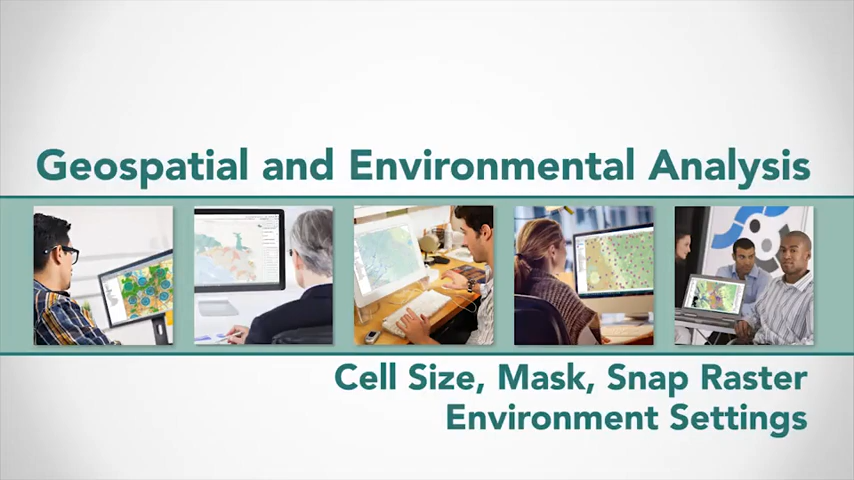 Geospatial and Environmental Analysis
Cell Size, Mask, Snap Raster
Environment Settings